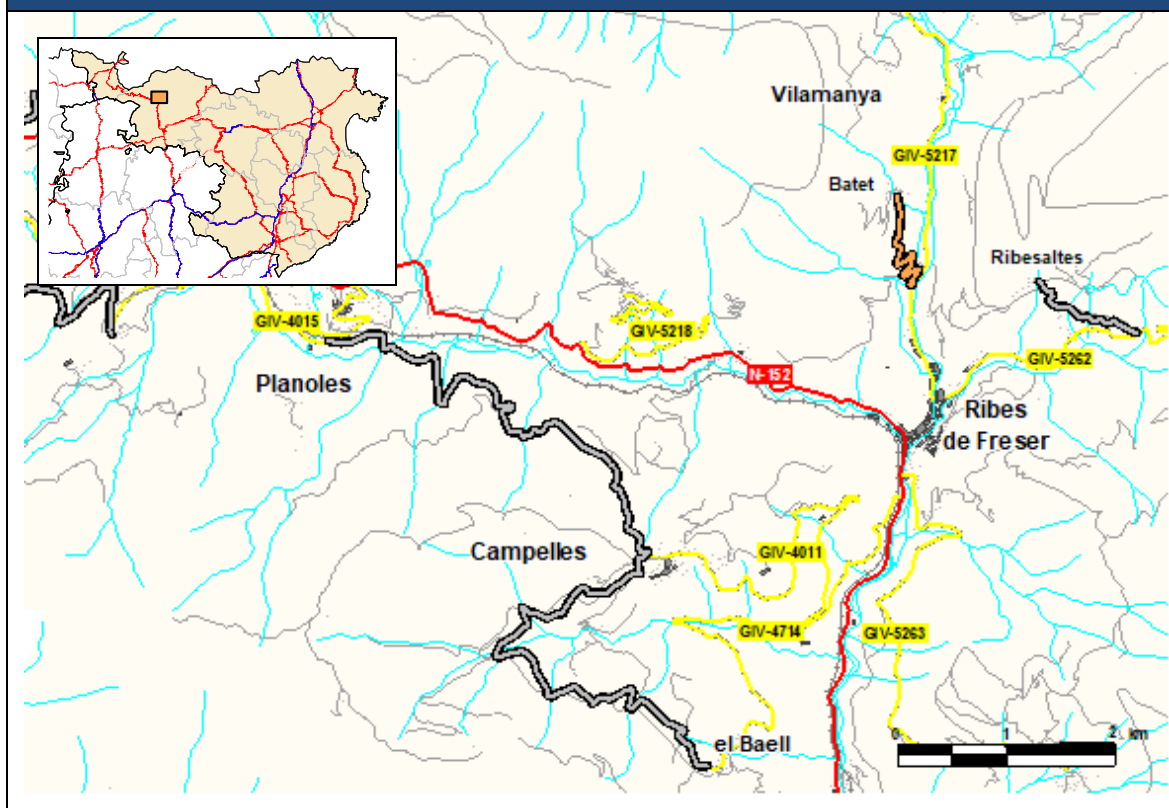 Vilamanya
GIV-5217
Batet
Ribesaltes
GIV-4015
GIV-5218
GIV-5262
Planoles
N-152
Ribes
de Freser
Campelles
GIV-4011
GIV-4714
GIV-5263
el Baell
0 1 2 km